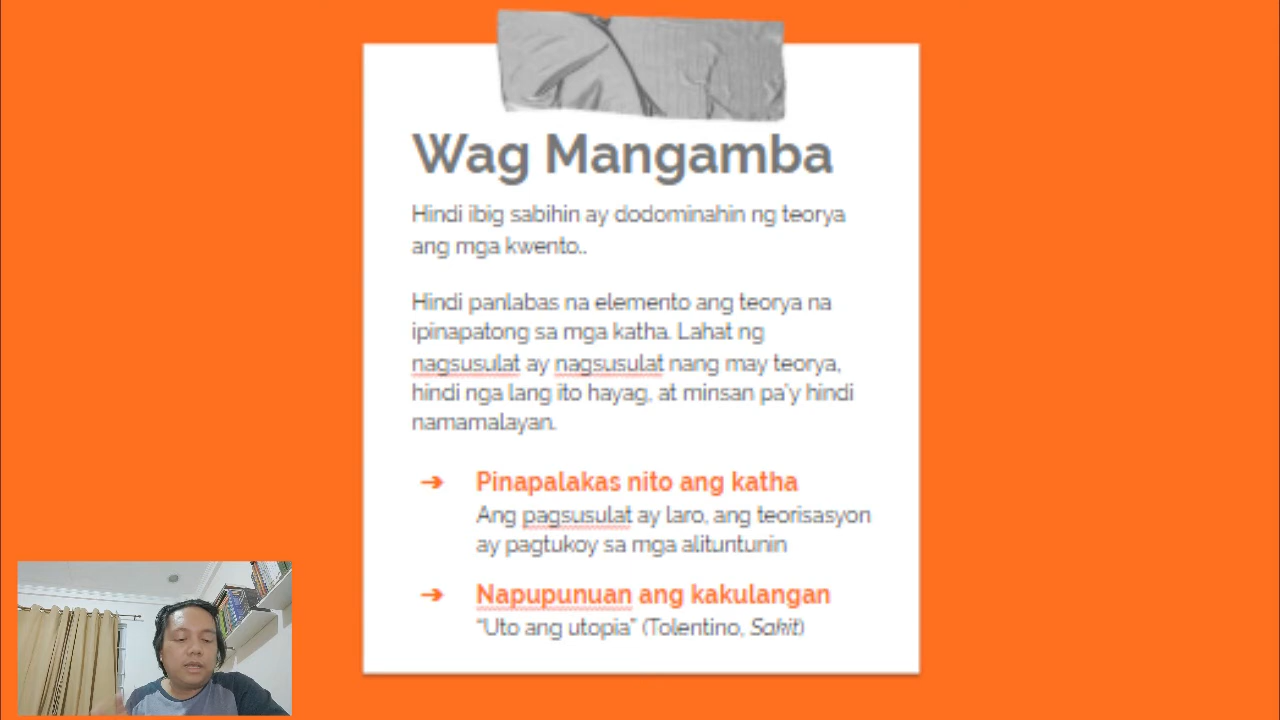 Wag Mangamba
Hindi ibig sabihin ay dodominahin ng teorya
ang mga kwento..
Hindi panlabas na elemento ang teorya na
ipinapatong sa mga katha. Lahat ng
nagsusulat ay nagsusulat nang may teorya,
hindi nga lang ito hayag, at minsan pa'y hindi
namamalayan.
➔ Pinapalakas nito ang katha
Ang pagsusulat ay laro, ang teorisasyon
ay pagtukoy sa mga alituntunin
➔ Napupunuan ang kakulangan
“Uto ang utopia” (Tolentino, Sakit)